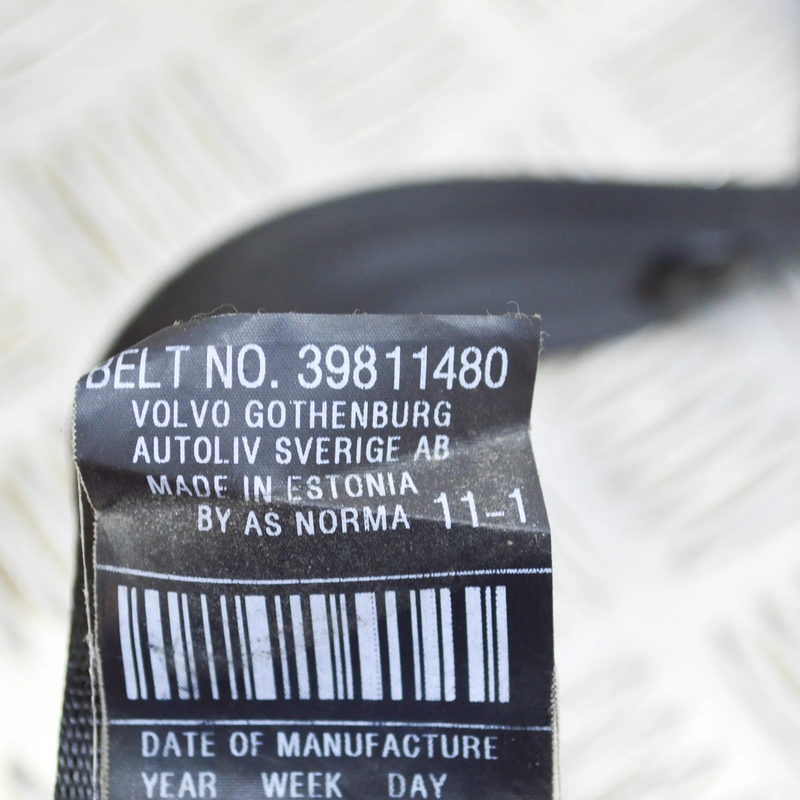 BELT NO. 39811480
VOLVO GOTHENBURG
AUTOLIV SVERIGE AB
MADE IN ESTONIA
BY AS NORMA 11-1
DATE OF MANUFACTURE
YEAR WEEK DAY